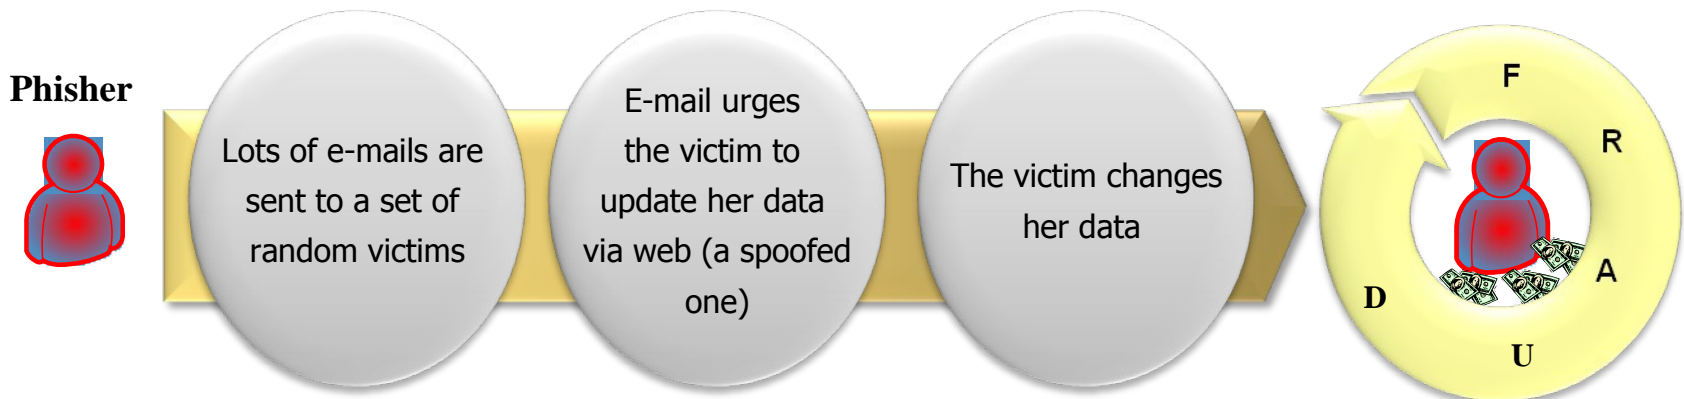 Phisher
Lots of e-mails are
sent to a set of
random victims
E-mail urges
the victim to
update her data
via web (a spoofed
one)
The victim changes
her data
F
R
A
U
D